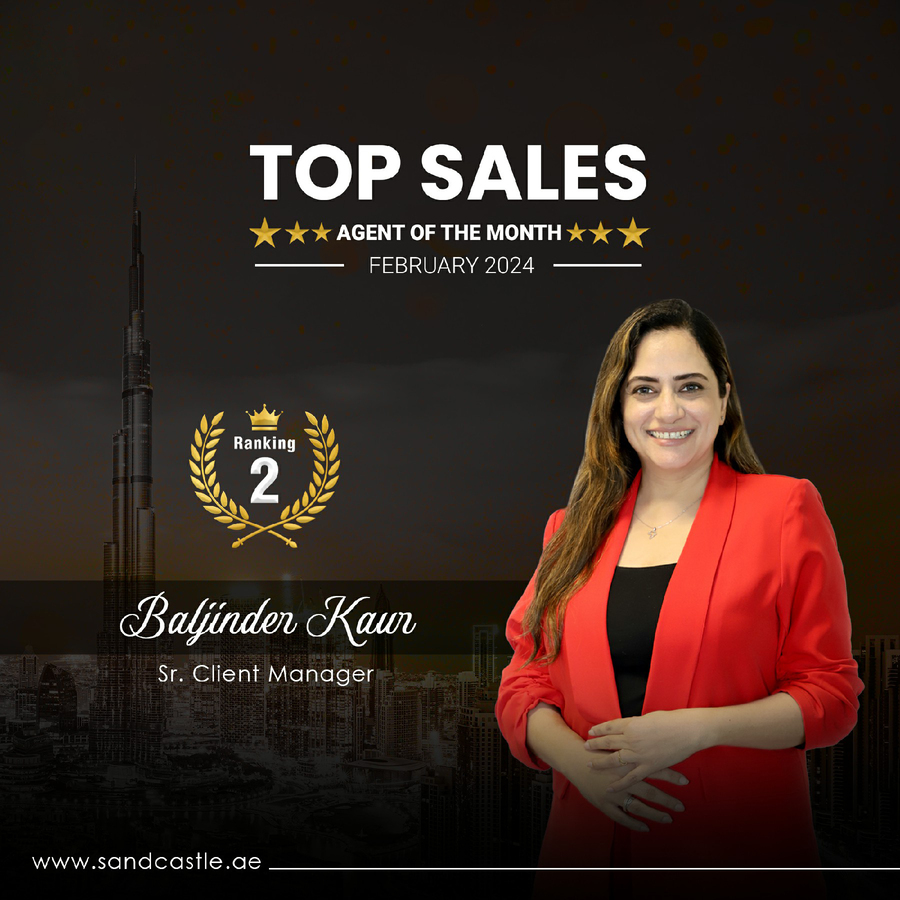 TOP SALES
AGENT OF THE MONTH
FEBRUARY 2024
Ranking
2
Baljinder Kaur
Sr. Client Manager
www.sandcastle.ae